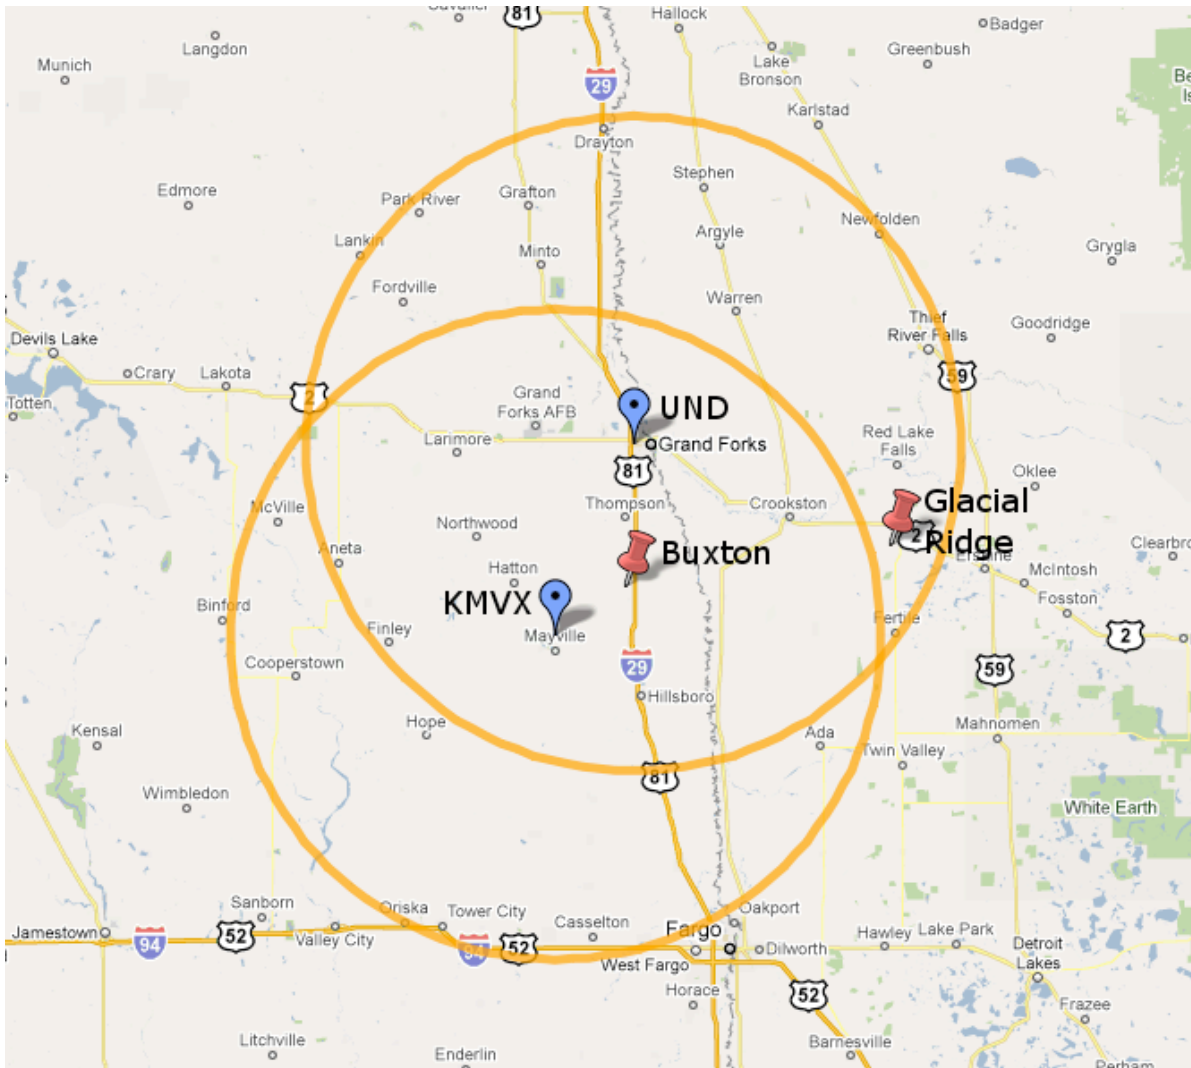 81
Hallock
Badger
Langdon
Greenbush
Munich
Lake
Bronson
29
Karlstad
Drayton
Stephen
Edmore
Park River
Grafton
Newfolden
Argyle
Lankin
Minto
Grygla
Fordville
Warren
Thief
River Falls
Goodridge
Devils Lake
Crary
Lakota
59
2
Totten
Grand
Forks AFB
UND
Larimore
Grand Forks
Red Lake
Falls
81
Oklee
McVille
Thompson
Crookston
Glacial
Ridge
2
Northwood
Aneta
Buxton
Hatton
McIntosh
KMVX
Binford
Fosston
Finley
Mayville
Fertile
2
Cooperstown
29
59
Hillsboro
Kensal
Hope
Ada
Mahnomen
Twin Valley
81
Wimbledon
White Earth
Sanborn
Oriska
Tower City
Casselton
Oakport
Jamestown
94
52
Valley City
94
52
Fargo
Dilworth
Hawley
Lake Park
Detroit
Lakes
West Fargo
Horace
52
Frazee
Litchville
Enderlin
Barnesville